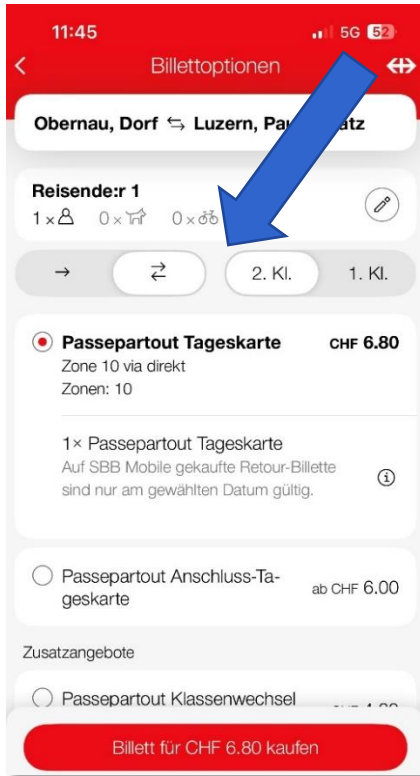 11:45 5G 52
Billettoptionen
Obernau, Dorf ⇆ Luzern,
Reisende:r 1
1× 0× 0×
→ ⇄ 2. Kl. 1. Kl.
Passepartout Tageskarte CHF 6.80
Zone 10 via direkt
Zonen: 10
1× Passepartout Tageskarte
Auf SBB Mobile gekaufte Retour-Billette
sind nur am gewählten Datum gültig.
Passepartout Anschluss-Ta-
geskarte ab CHF 6.00
Zusatzangebote
Passepartout Klassenwechsel
Billett für CHF 6.80 kaufen